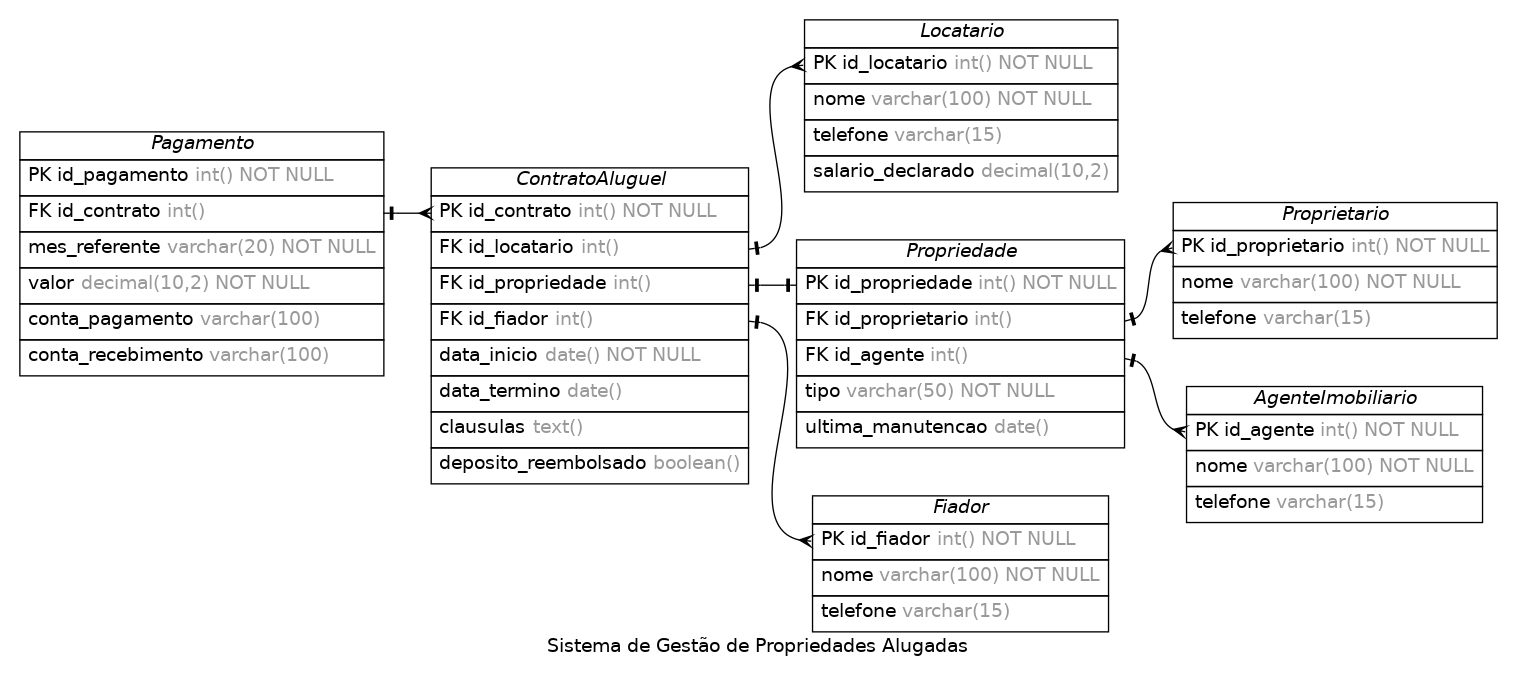 Pagamento
PK id_pagamento int() NOT NULL
FK id_contrato int()
mes_referente varchar(20) NOT NULL
valor decimal(10,2) NOT NULL
conta_pagamento varchar(100)
conta_recebimento varchar(100)
ContratoAluguel
PK id_contrato int() NOT NULL
FK id_locatario int()
FK id_propriedade int()
FK id_fiador int()
data_inicio date() NOT NULL
data_termino date()
clausulas text()
deposito_reembolsado boolean()
Locatario
PK id_locatario int() NOT NULL
nome varchar(100) NOT NULL
telefone varchar(15)
salario_declarado decimal(10,2)
Propriedade
PK id_propriedade int() NOT NULL
FK id_proprietario int()
FK id_agente int()
tipo varchar(50) NOT NULL
ultima_manutencao date()
Fiador
PK id_fiador int() NOT NULL
nome varchar(100) NOT NULL
telefone varchar(15)
Proprietario
PK id_proprietario int() NOT NULL
nome varchar(100) NOT NULL
telefone varchar(15)
AgenteImobiliario
PK id_agente int() NOT NULL
nome varchar(100) NOT NULL
telefone varchar(15)
Sistema de Gestão de Propriedades Alugadas